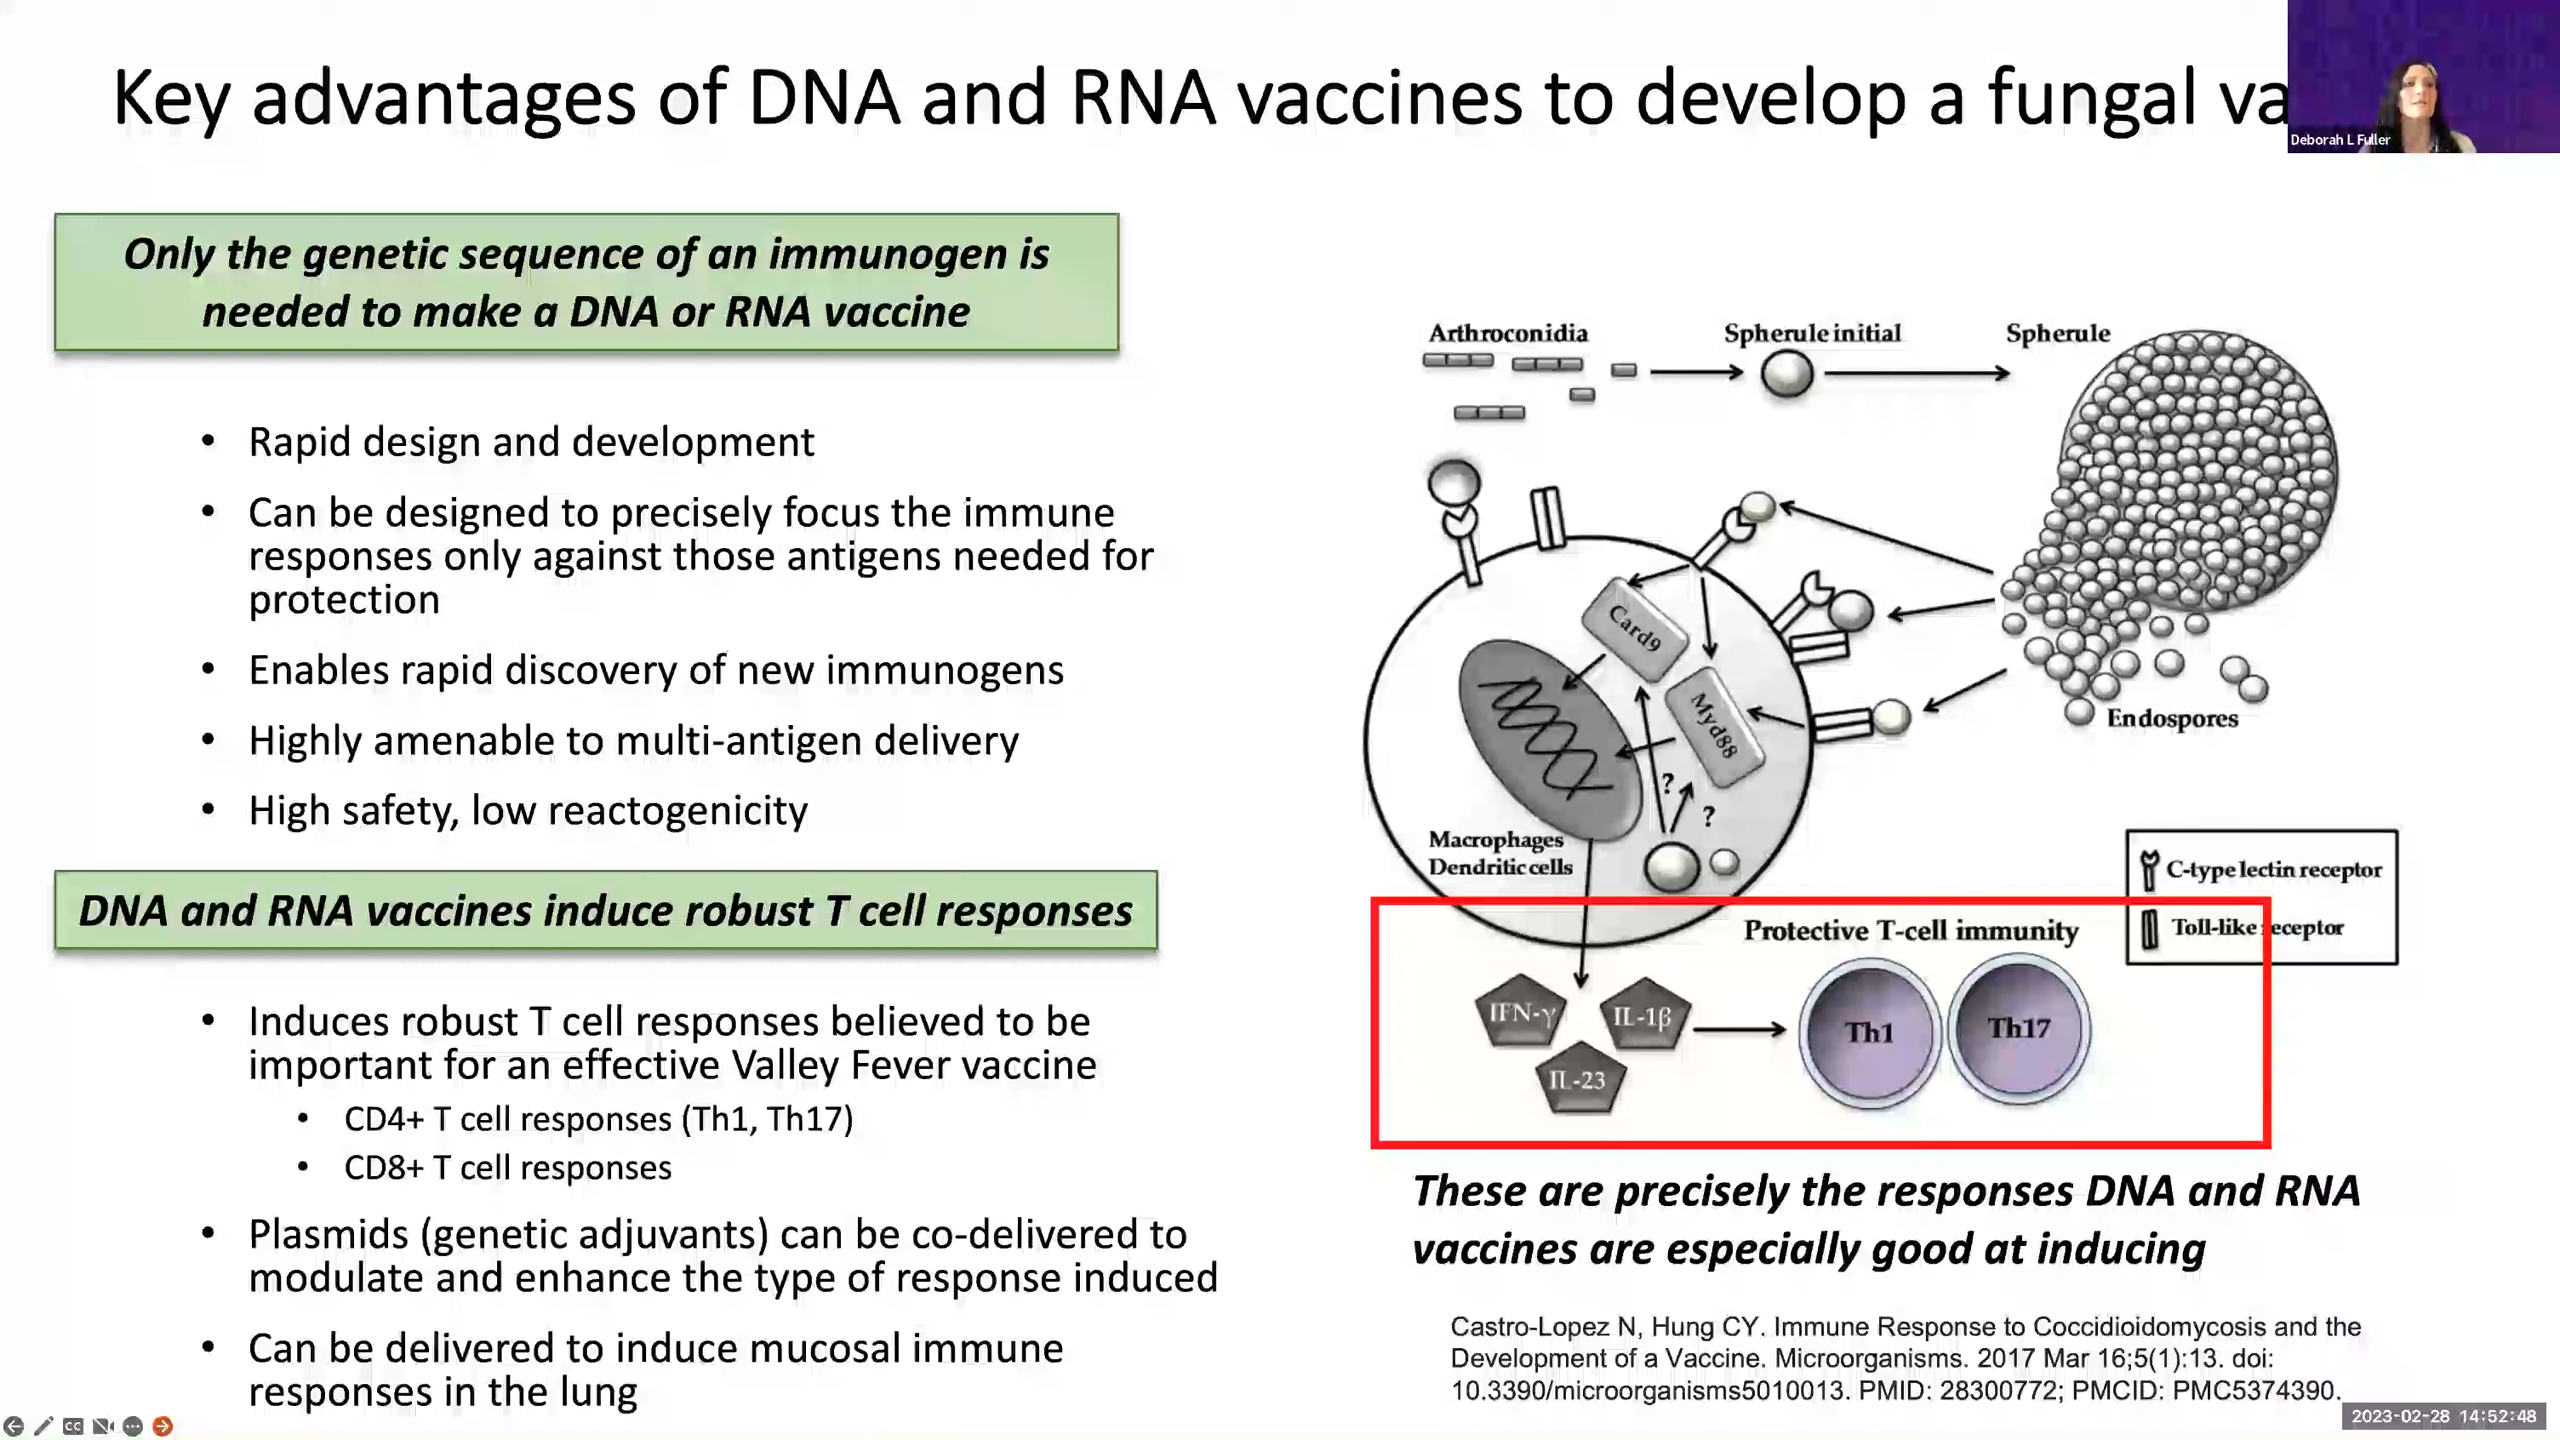 Key advantages of DNA and RNA vaccines to develop a fungal va
Deborah L Fuller
Only the genetic sequence of an immunogen is
needed to make a DNA or RNA vaccine
• Rapid design and development
• Can be designed to precisely focus the immune
responses only against those antigens needed for
protection
• Enables rapid discovery of new immunogens
• Highly amenable to multi-antigen delivery
• High safety, low reactogenicity
DNA and RNA vaccines induce robust T cell responses
• Induces robust T cell responses believed to be
important for an effective Valley Fever vaccine
• CD4+ T cell responses (Th1, Th17)
• CD8+ T cell responses
• Plasmids (genetic adjuvants) can be co-delivered to
modulate and enhance the type of response induced
• Can be delivered to induce mucosal immune
responses in the lung
Arthroconidia
Spherule initial
Spherule
Card9
Myd88
Endospores
?
?
Macrophages
Dendritic cells
C-type lectin receptor
Toll-like receptor
Protective T-cell immunity
IFN-γ
IL-1β
IL-23
Th1
Th17
These are precisely the responses DNA and RNA
vaccines are especially good at inducing
Castro-Lopez N, Hung CY. Immune Response to Coccidioidomycosis and the
Development of a Vaccine. Microorganisms. 2017 Mar 16;5(1):13. doi:
10.3390/microorganisms5010013. PMID: 28300772; PMCID: PMC5374390.
CC
2023-02-28 14:52:48